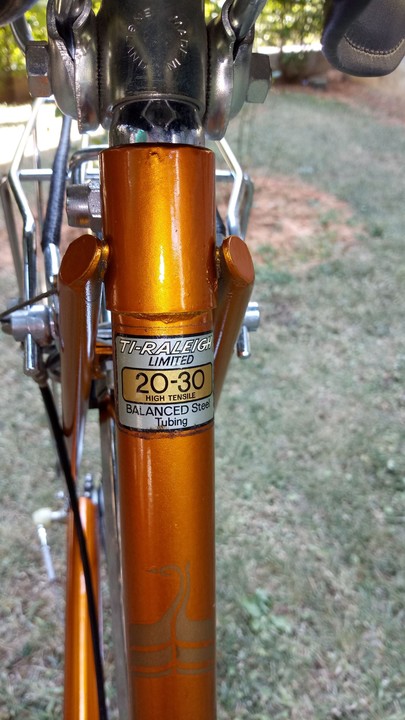 TI-RALEIGH
LIMITED
20-30
HIGH TENSILE
BALANCED Steel
Tubing